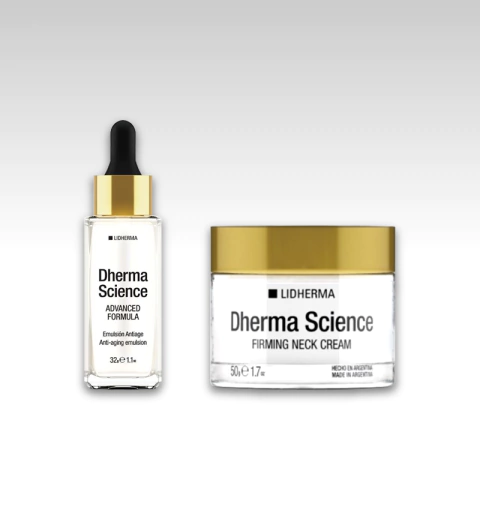 LIDHERMA
Dherma
Science
ADVANCED
FORMULA
Emulsión Antiage
Anti-aging emulsion
32g℮1.1oz
LIDHERMA
Dherma Science
FIRMING NECK CREAM
50g℮1.7oz
HECHO EN ARGENTINA
MADE IN ARGENTINA